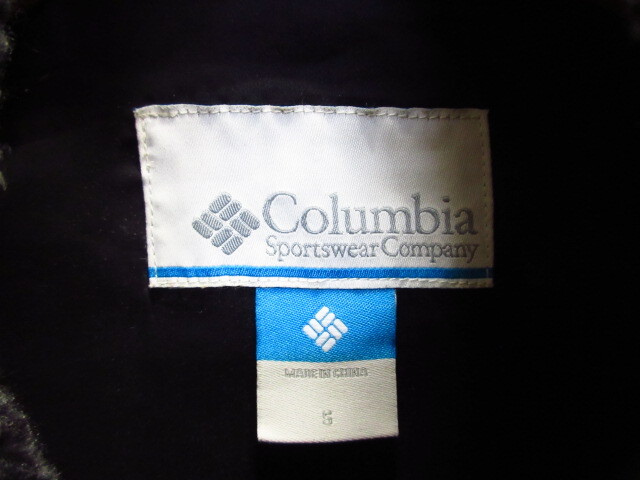 Columbia
Sportswear Company
MADE IN CHINA
S